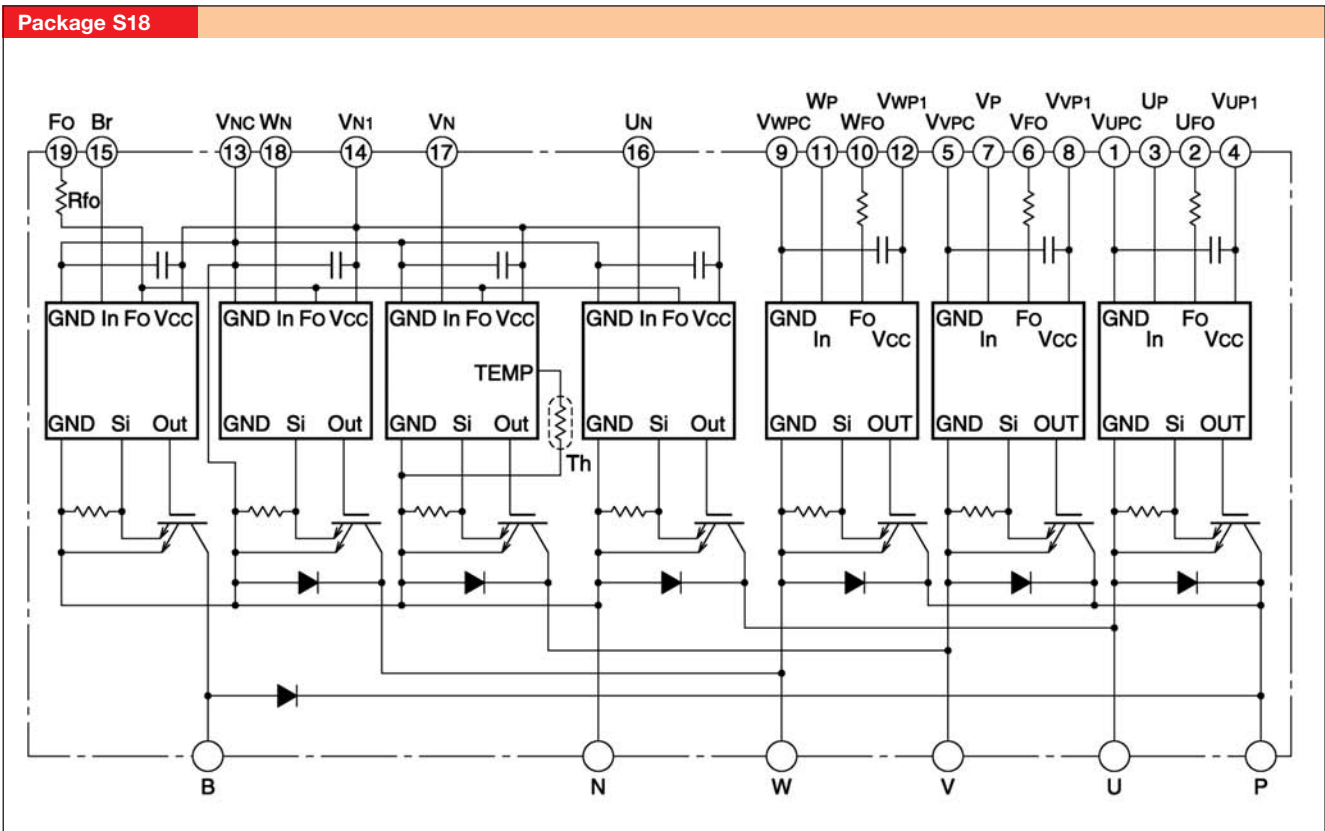 Package S18
WP VWP1 VP VVP1 UP VUP1
Fo Br VNC WN VN1 VN UN VWPC WFO VVPC VFO VUPC UFO
19 15 13 18 14 17 16 9 11 10 12 5 7 6 8 1 3 2 4
Rfo
GND In Fo Vcc GND In Fo Vcc GND In Fo Vcc GND In Fo Vcc GND Fo GND Fo GND Fo
In Vcc In Vcc In Vcc
TEMP
GND Si Out GND Si Out GND Si Out GND Si Out GND Si OUT GND Si OUT GND Si OUT
Th
B N W V U P